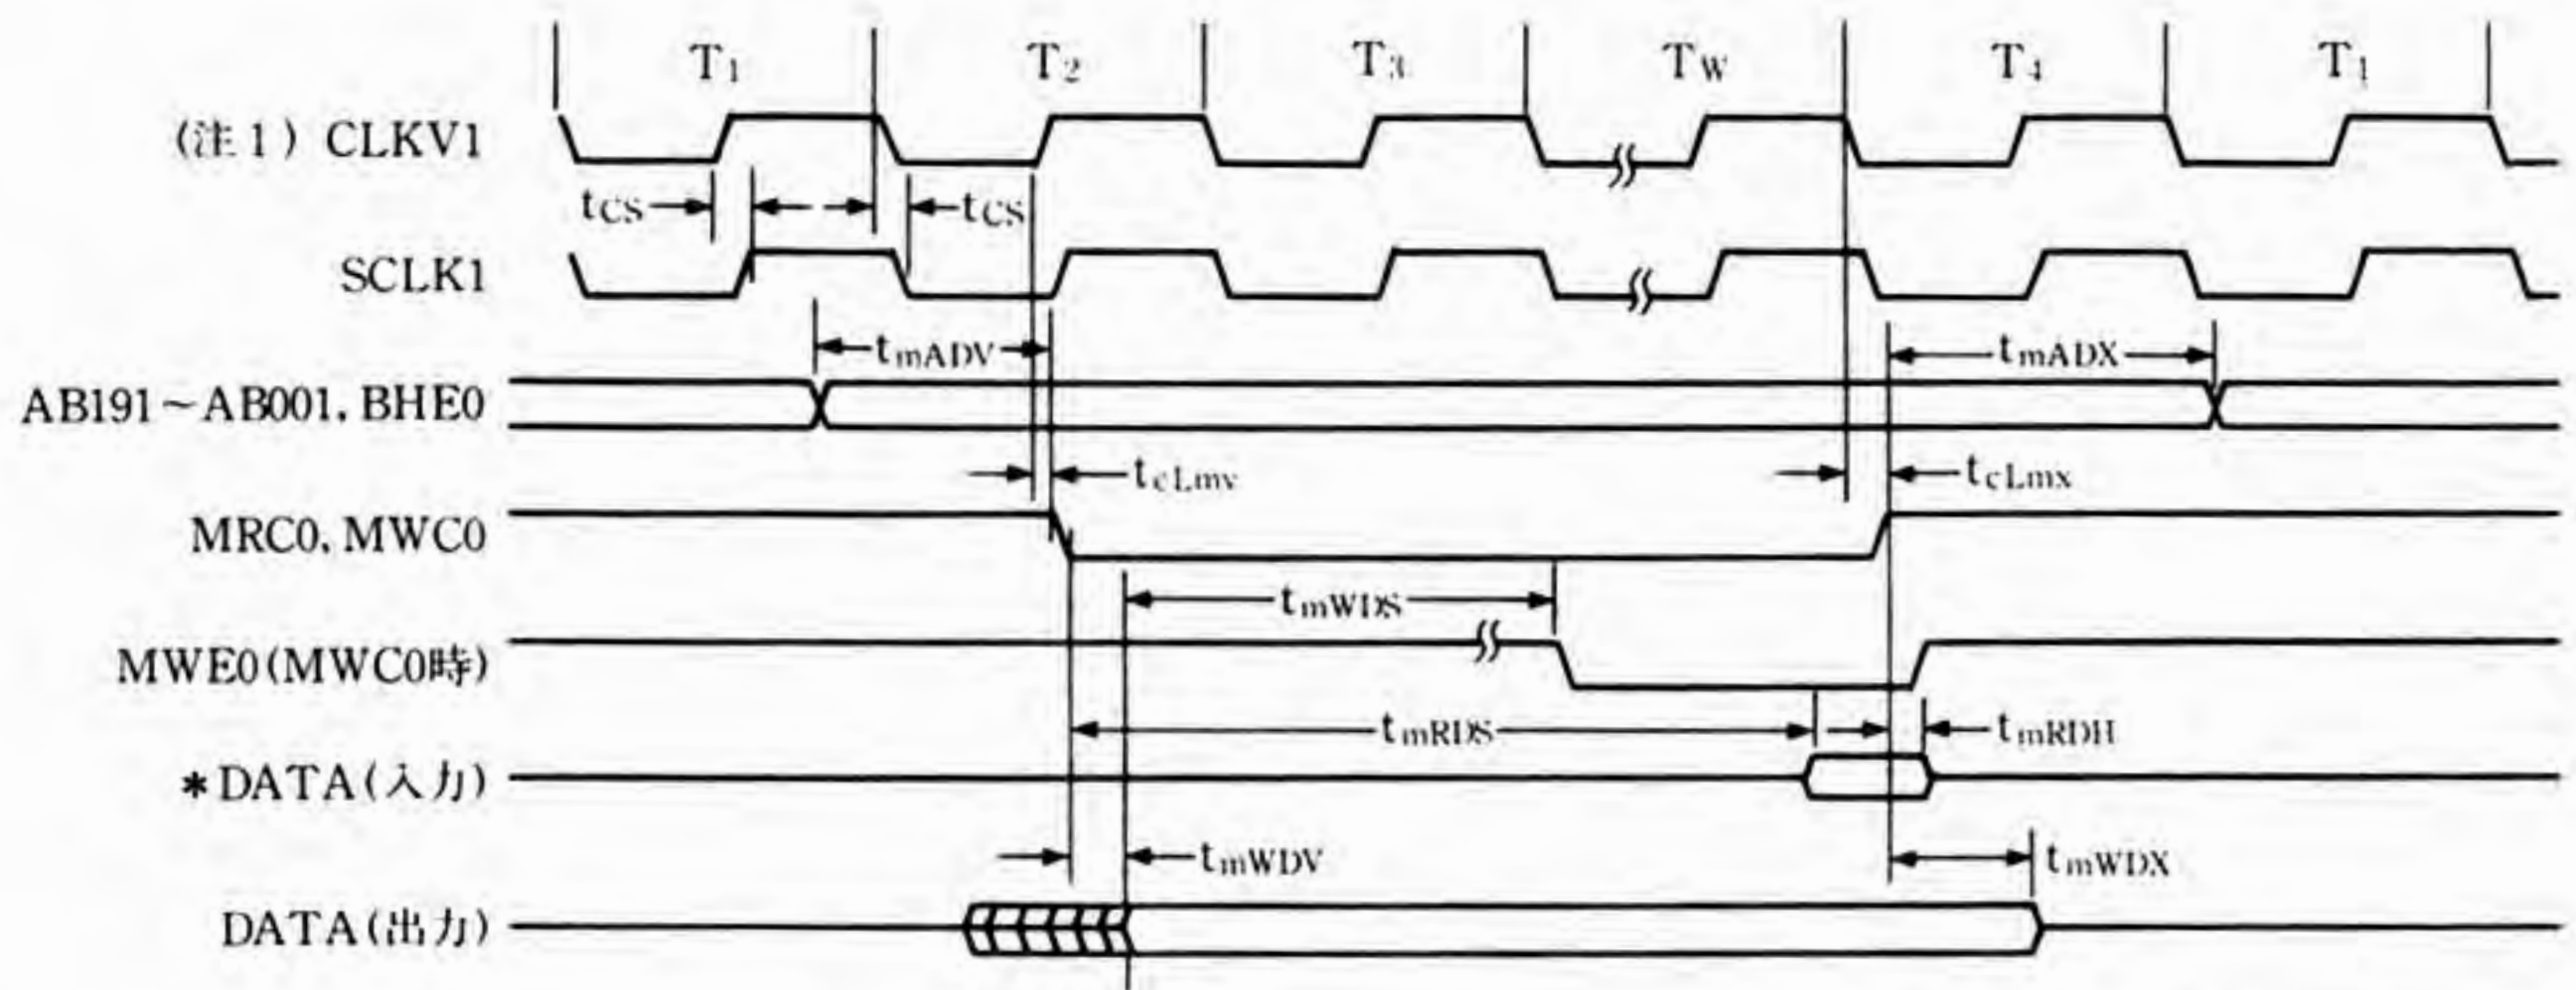 T1 T2 T3 TW T4 T1
(注1) CLKV1
tCS tCS
SCLK1
tmADV tmADX
AB191~AB001, BHE0
tcLmv tcLmx
MRC0, MWC0
tmWDS
MWE0(MWC0時)
tmRDS tmRDH
*DATA(入力)
tmWDV tmWDX
DATA(出力)